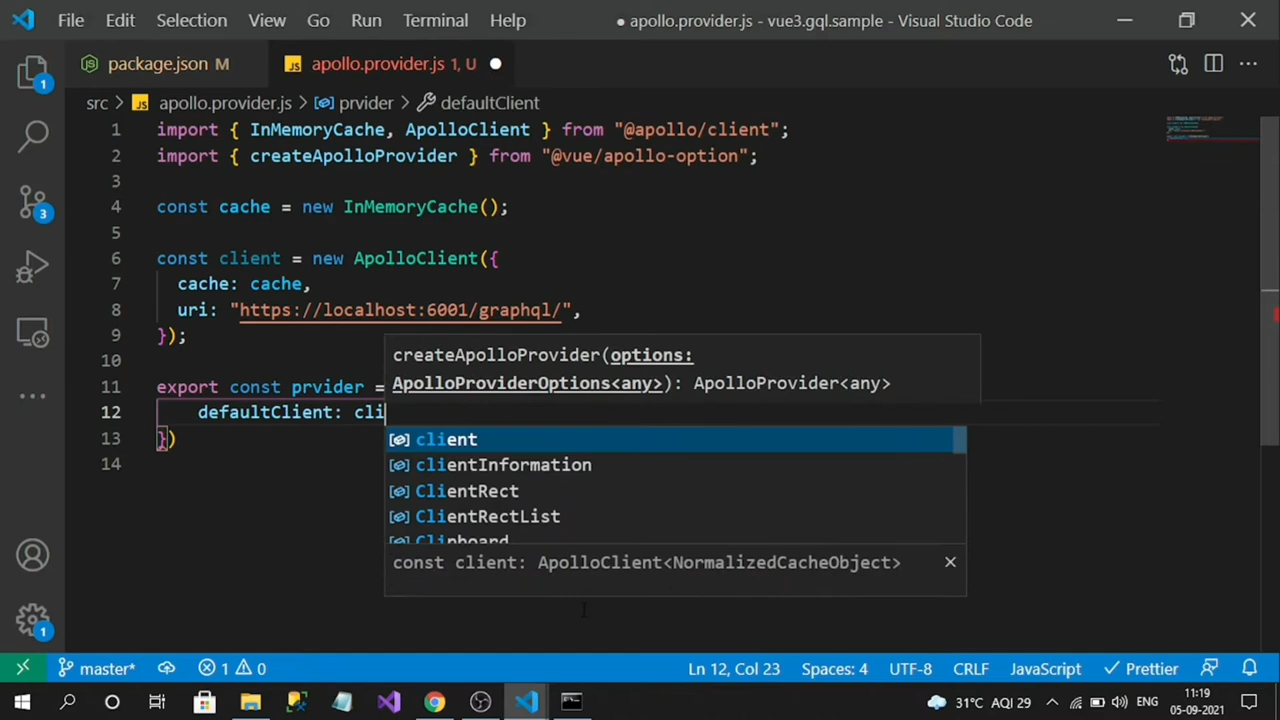 File Edit Selection View Go Run Terminal Help ● apollo.provider.js - vue3.gql.sample - Visual Studio Code
package.json M apollo.provider.js 1, U ●
src > JS apollo.provider.js > prvider > defaultClient
1 import { InMemoryCache, ApolloClient } from "@apollo/client";
2 import { createApolloProvider } from "@vue/apollo-option";
3
4 const cache = new InMemoryCache();
5
6 const client = new ApolloClient({
7 cache: cache,
8 uri: "https://localhost:6001/graphql/",
9 });
10
createApolloProvider(options:
11 export const prvider =
ApolloProviderOptions<any>): ApolloProvider<any>
12 defaultClient: cli
13 })
14
client
clientInformation
ClientRect
ClientRectList
Clipboard
const client: ApolloClient<NormalizedCacheObject> ×
1
3
1
master* 1 0 Ln 12, Col 23 Spaces: 4 UTF-8 CRLF JavaScript Prettier
31°C AQI 29 ENG 11:19
05-09-2021